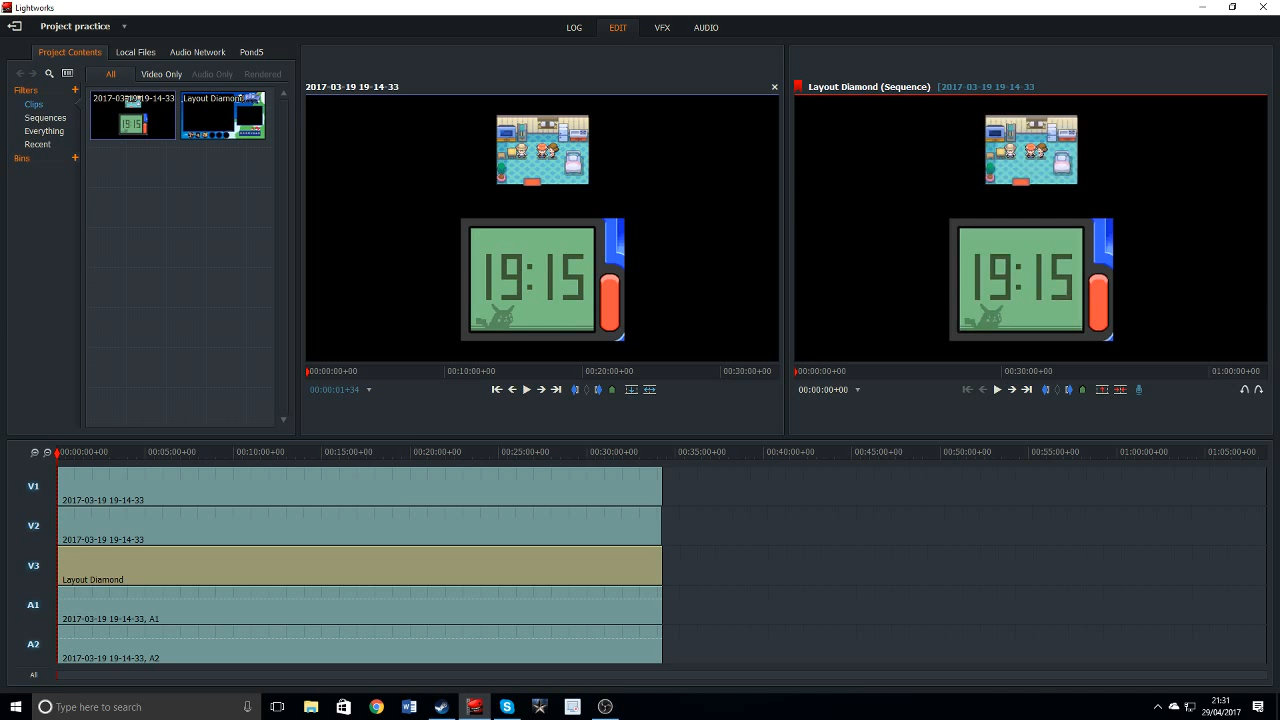 Lightworks
Project practice
LOG EDIT VFX AUDIO
Project Contents Local Files Audio Network Pond5
All Video Only Audio Only Rendered
Filters
Clips
Sequences
Everything
Recent
Bins
Layout Diamond
2017-03-19 19-14-33
Layout Diamond (Sequence) [2017-03-19 19-14-33
19:15
19:15
00:00:00+00 00:10:00+00 00:20:00+00 00:30:00+00
00:00:00+00 00:30:00+00 01:00:00+00
00:00:01+34
00:00:00+00
00:00:00+00 00:05:00+00 00:10:00+00 00:15:00+00 00:20:00+00 00:25:00+00 00:30:00+00 00:35:00+00 00:40:00+00 00:45:00+00 00:50:00+00 00:55:00+00 01:00:00+00 01:05:00+00
V1
2017-03-19 19-14-33
V2
2017-03-19 19-14-33
V3
Layout Diamond
A1
2017-03-19 19-14-33, A1
A2
2017-03-19 19-14-33, A2
All
Type here to search
21:31
29/04/2017